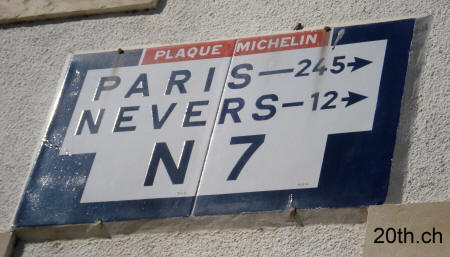 PLAQUE MICHELIN
PARIS—245→
NEVERS—12→
N 7
20th.ch